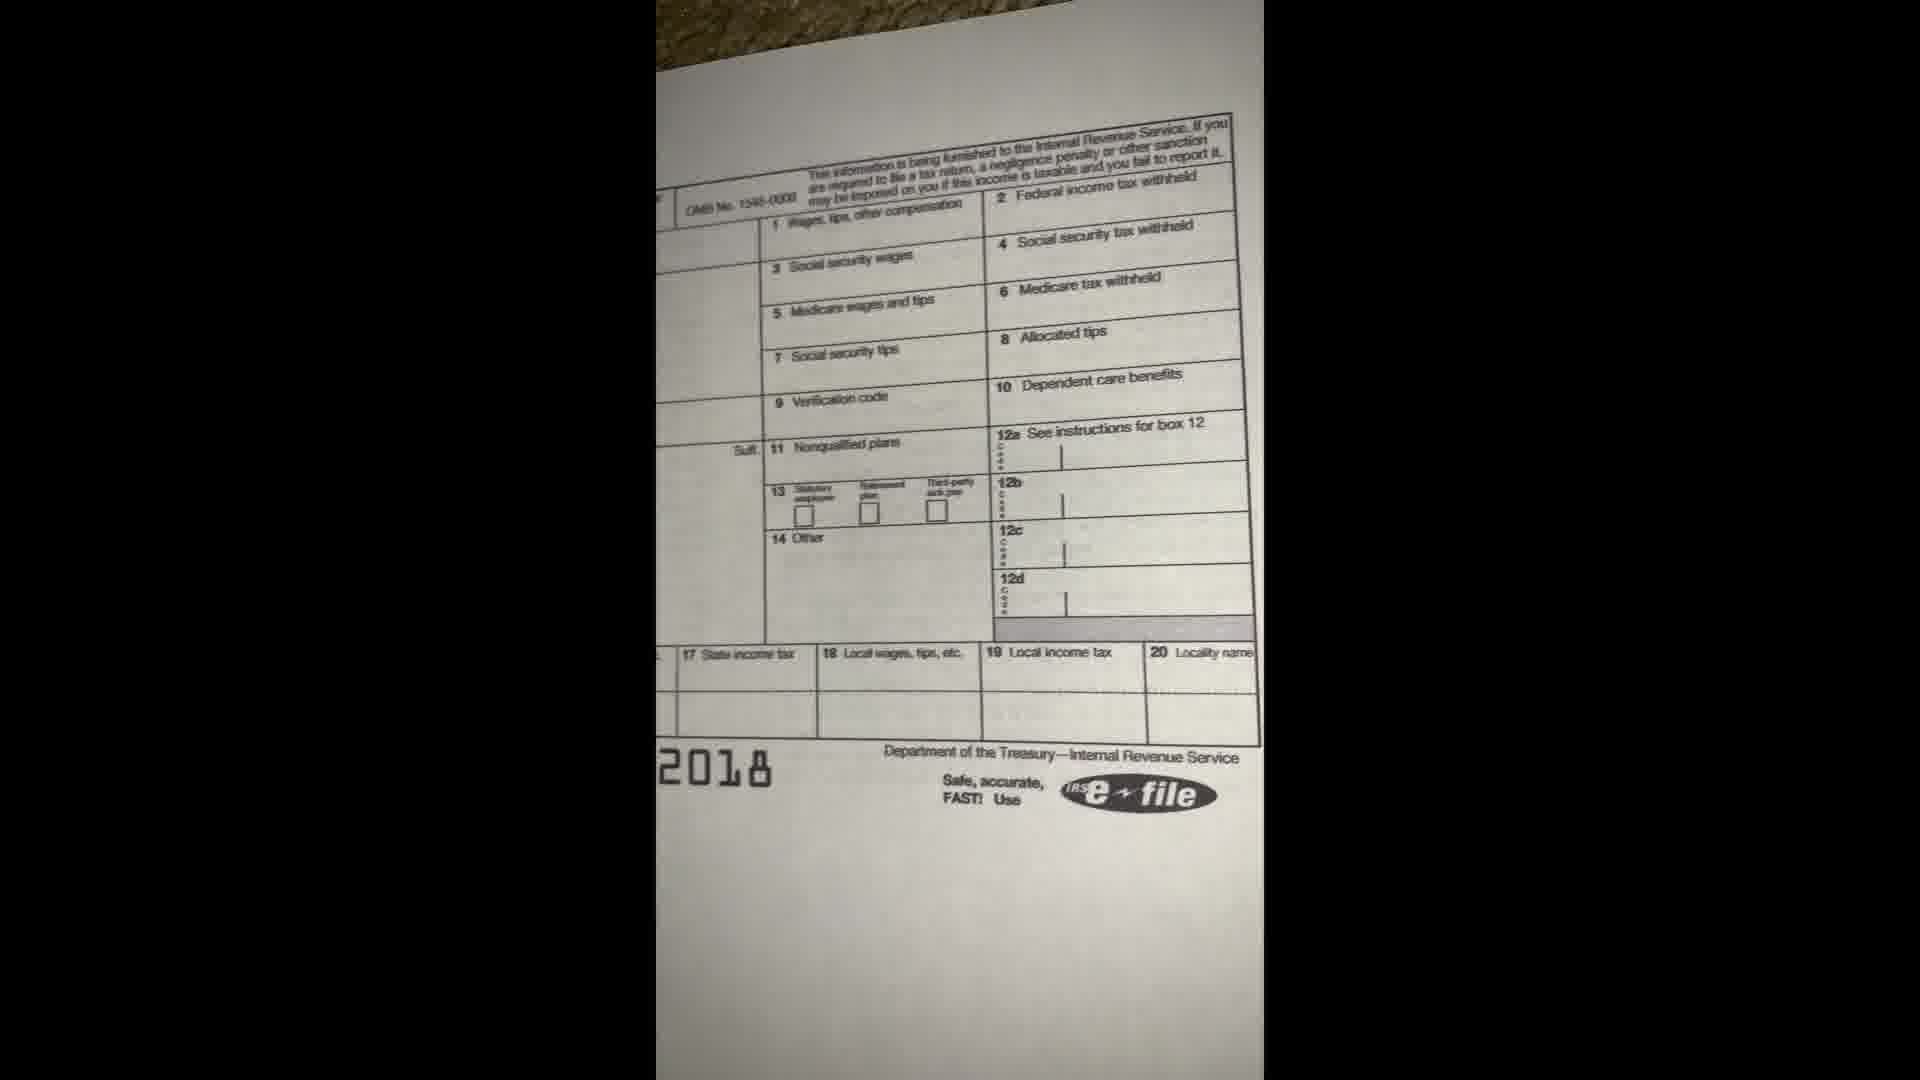 This information is being furnished to the Internal Revenue Service. If you
are required to file a tax return, a negligence penalty or other sanction
may be imposed on you if this income is taxable and you fail to report it.
OMB No. 1545-0008
1 Wages, tips, other compensation
2 Federal income tax withheld
3 Social security wages
4 Social security tax withheld
5 Medicare wages and tips
6 Medicare tax withheld
7 Social security tips
8 Allocated tips
9 Verification code
10 Dependent care benefits
Suff.
11 Nonqualified plans
12a See instructions for box 12
Code
13 Statutory employee
Retirement plan
Third-party sick pay
12b
Code
14 Other
12c
Code
12d
Code
17 State income tax
18 Local wages, tips, etc.
19 Local income tax
20 Locality name
2018
Department of the Treasury—Internal Revenue Service
Safe, accurate,
FAST! Use
IRS e-file